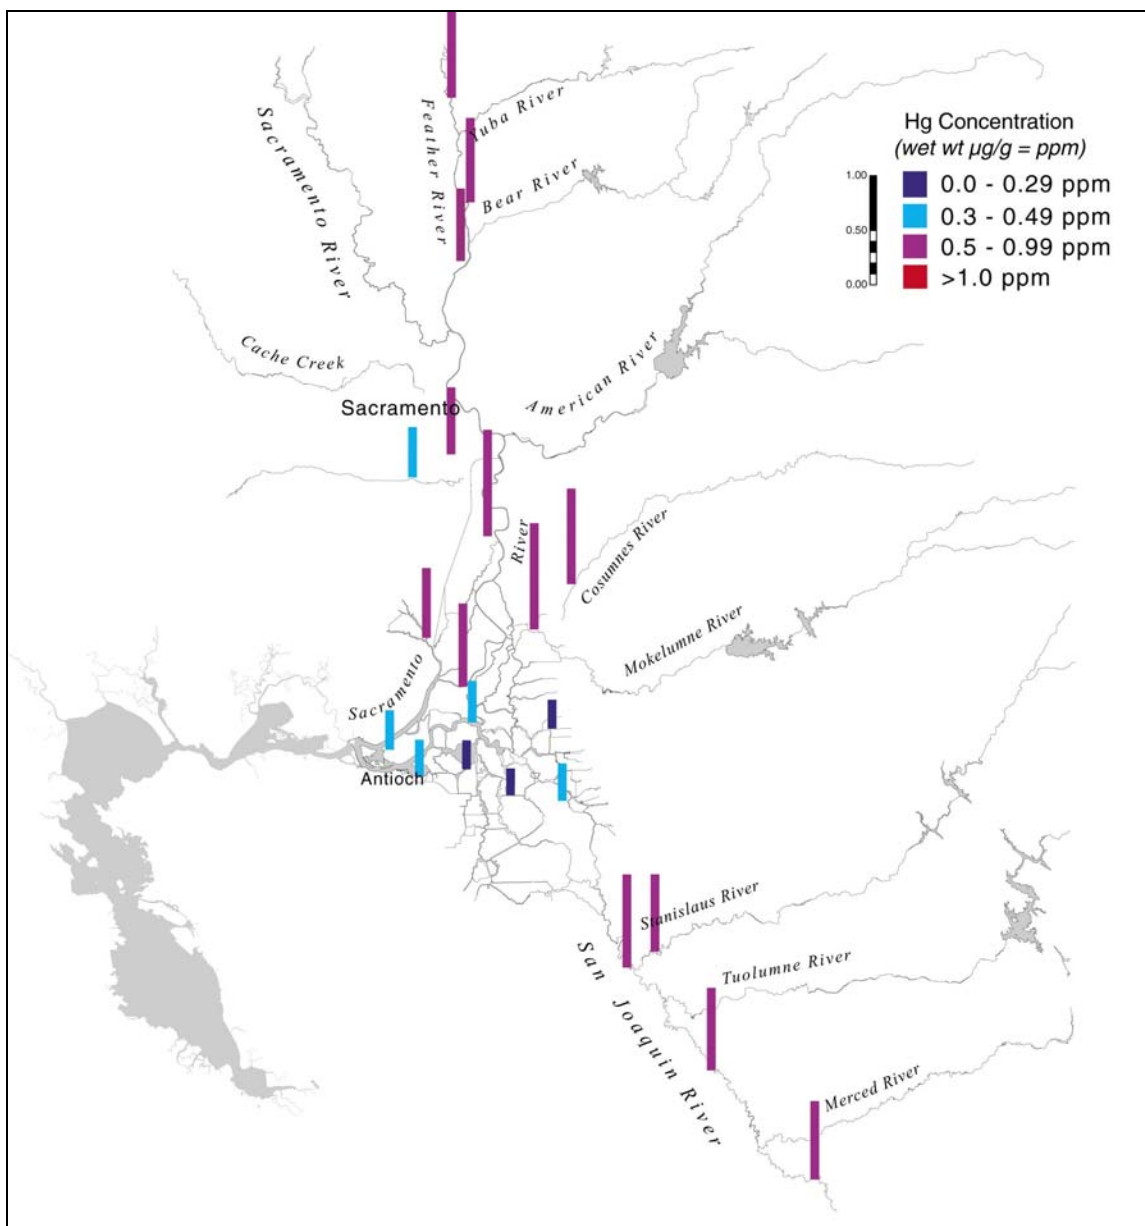 Sacramento River
Feather River
Yuba River
Bear River
Hg Concentration
(wet wt µg/g = ppm)
1.00
0.50
0.00
0.0 - 0.29 ppm
0.3 - 0.49 ppm
0.5 - 0.99 ppm
>1.0 ppm
Cache Creek
American River
Sacramento
Cosumnes River
Mokelumne River
Sacramento
River
Antioch
Stanislaus River
San Joaquin River
Tuolumne River
Merced River